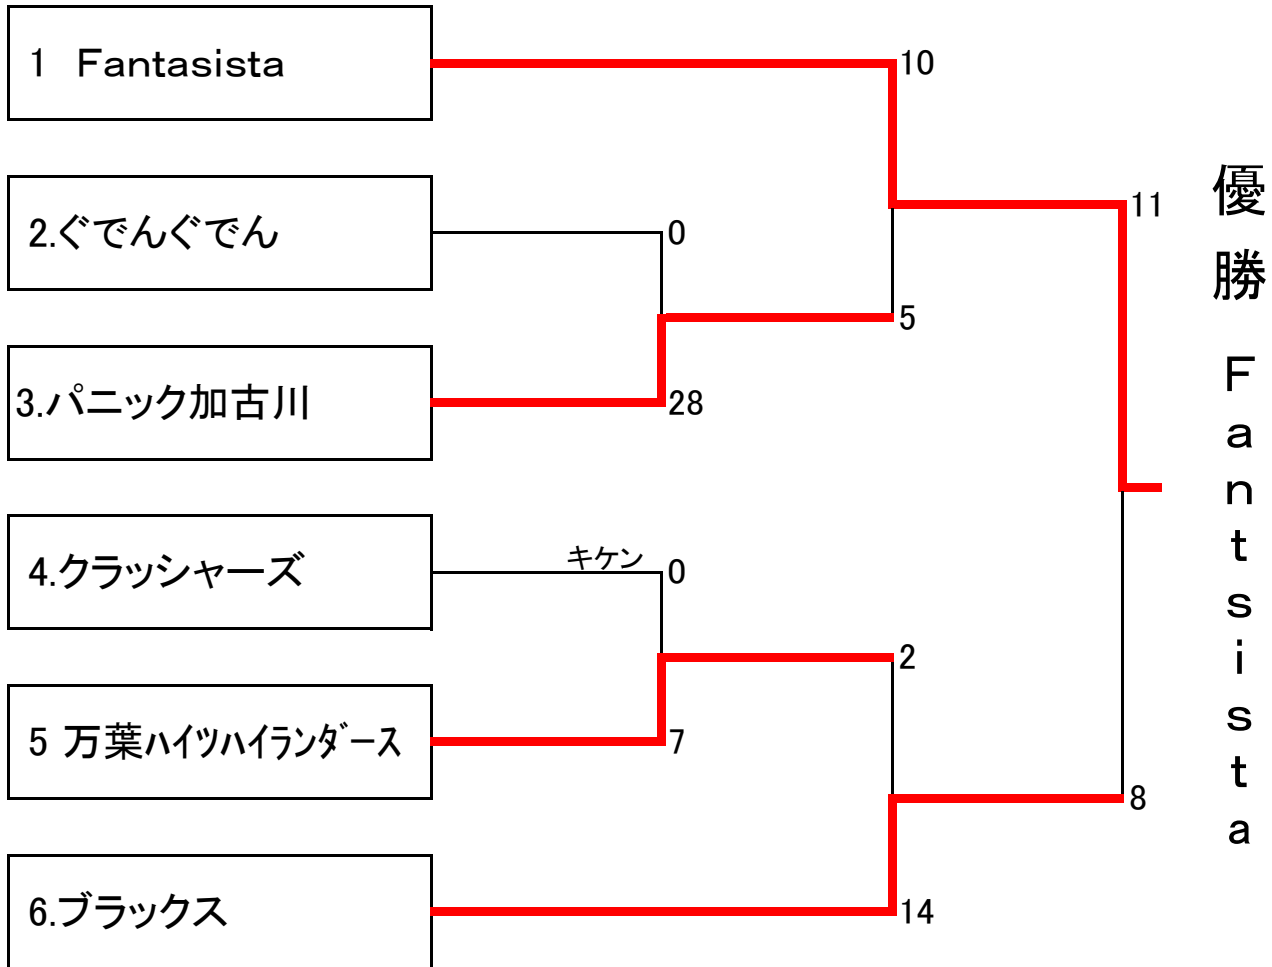 1　Fantasista
10
2.ぐでんぐでん
0
5
3.パニック加古川
28
11
4.クラッシャーズ
キケン
0
2
5 万葉ﾊｲﾂﾊｲﾗﾝﾀﾞｰｽ
7
8
6.ブラックス
14
優勝　Fantsista